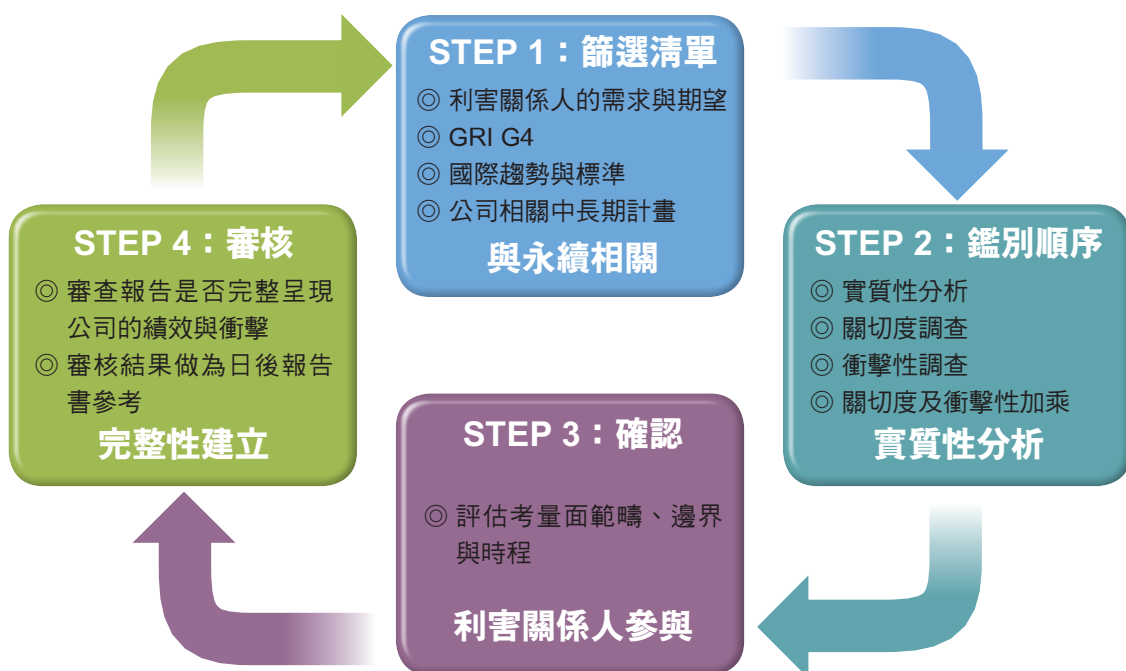 STEP 1：篩選清單
◎ 利害關係人的需求與期望
◎ GRI G4
◎ 國際趨勢與標準
◎ 公司相關中長期計畫
與永續相關
STEP 2：鑑別順序
◎ 實質性分析
◎ 關切度調查
◎ 衝擊性調查
◎ 關切度及衝擊性加乘
實質性分析
STEP 3：確認
◎ 評估考量面範疇、邊界
與時程
利害關係人參與
STEP 4：審核
◎ 審查報告是否完整呈現
公司的績效與衝擊
◎ 審核結果做為日後報告
書參考
完整性建立